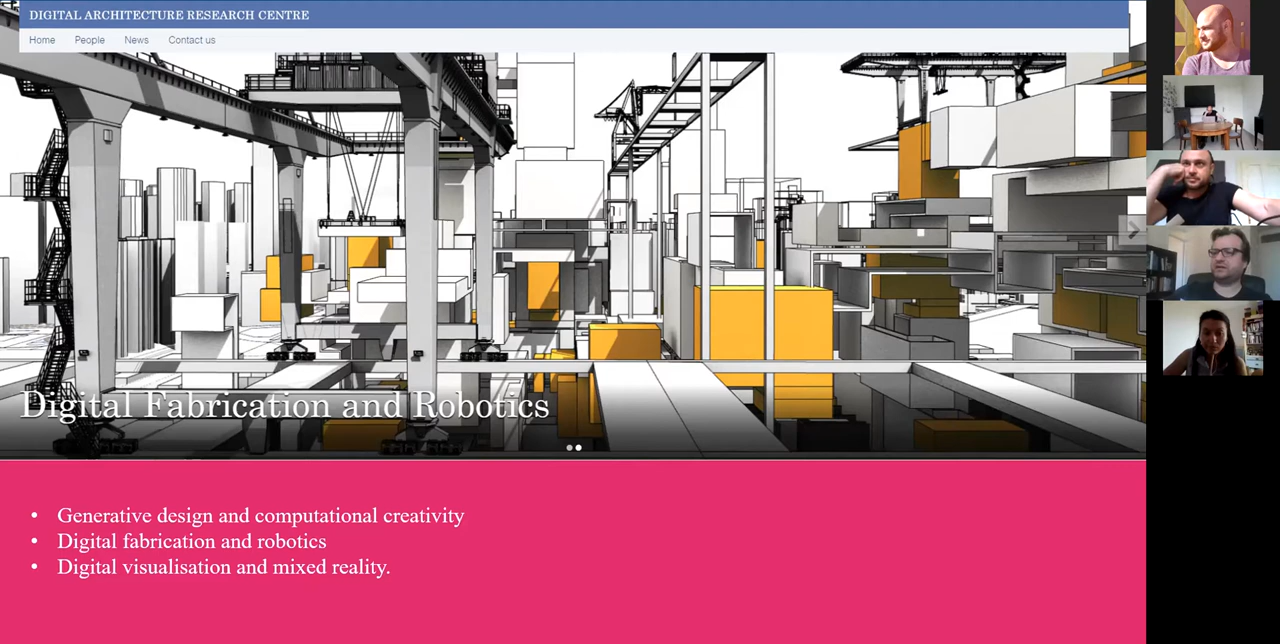 DIGITAL ARCHITECTURE RESEARCH CENTRE
Home People News Contact us
Digital Fabrication and Robotics
• Generative design and computational creativity
• Digital fabrication and robotics
• Digital visualisation and mixed reality.